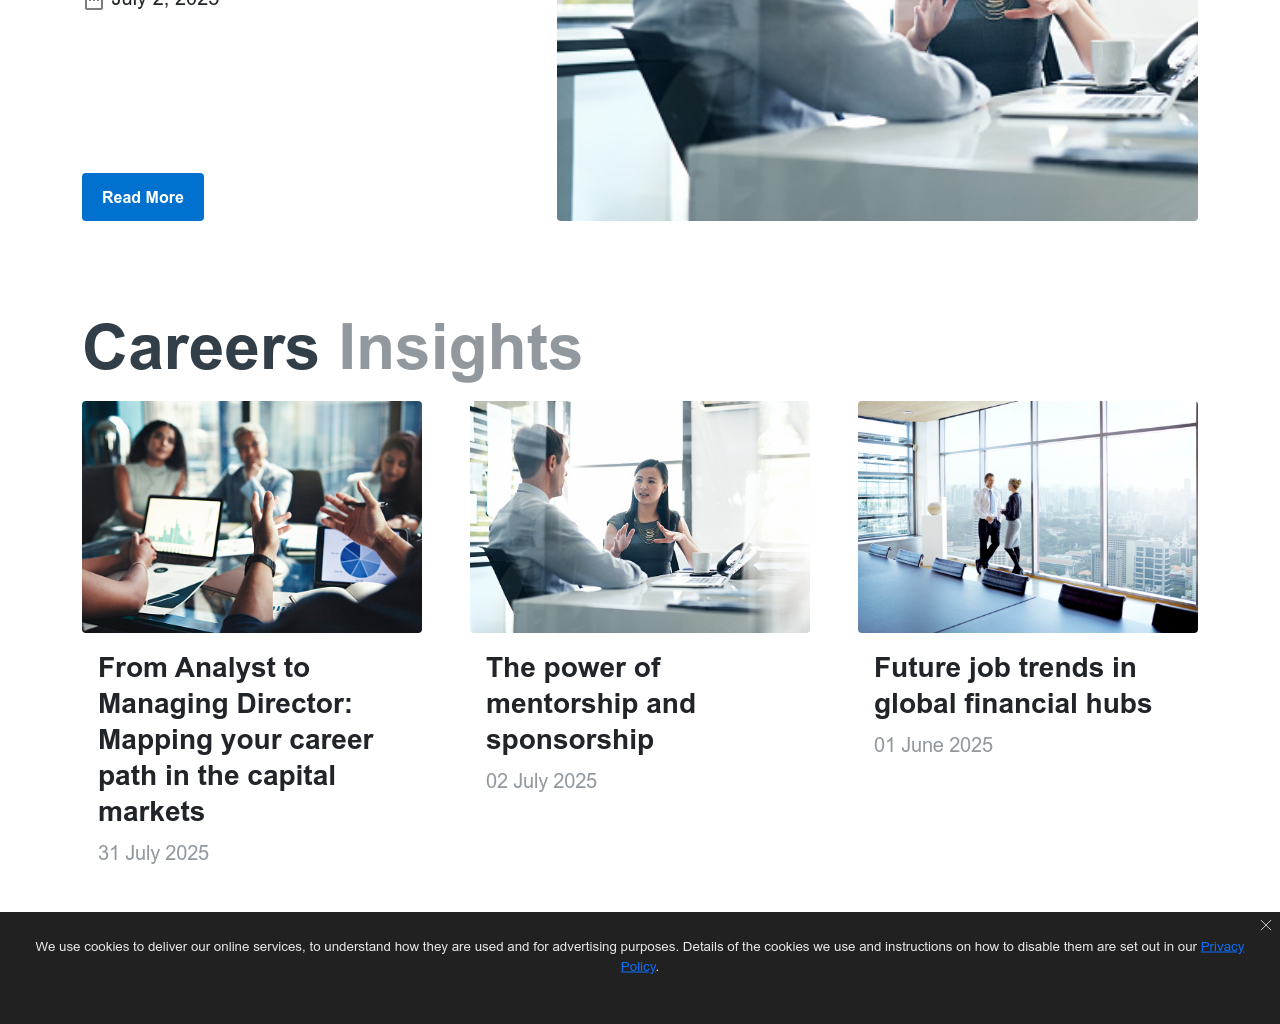 July 2, 2025
Read More
Careers Insights
From Analyst to
Managing Director:
Mapping your career
path in the capital
markets
31 July 2025
The power of
mentorship and
sponsorship
02 July 2025
Future job trends in
global financial hubs
01 June 2025
We use cookies to deliver our online services, to understand how they are used and for advertising purposes. Details of the cookies we use and instructions on how to disable them are set out in our Privacy
Policy.